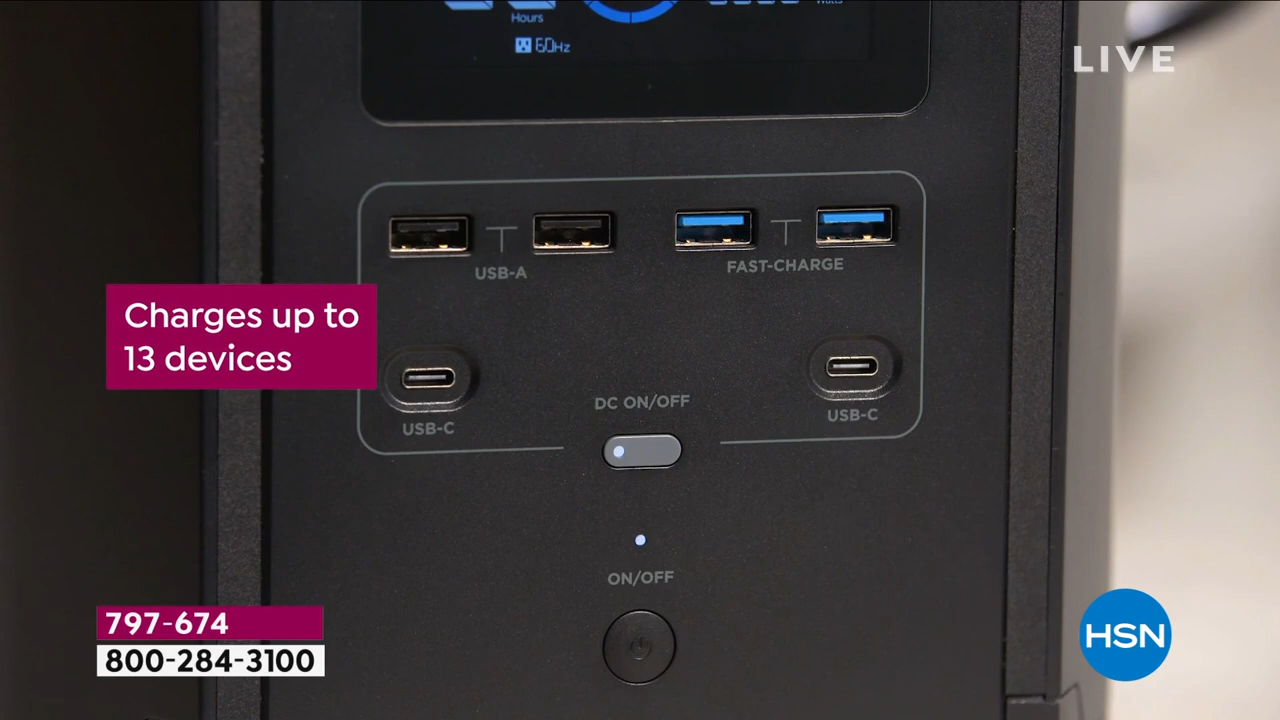 Hours
Watts
60Hz
LIVE
USB-A
FAST-CHARGE
Charges up to
13 devices
DC ON/OFF
USB-C
USB-C
ON/OFF
797-674
800-284-3100
HSN